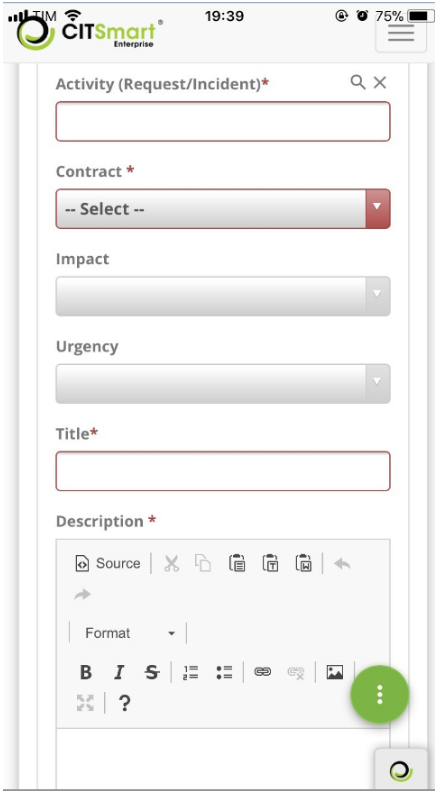 TIM 19:39 75%
CITSmart®
Enterprise
Activity (Request/Incident)*
Contract *
-- Select --
Impact
Urgency
Title*
Description *
Source
Format
B I S
?